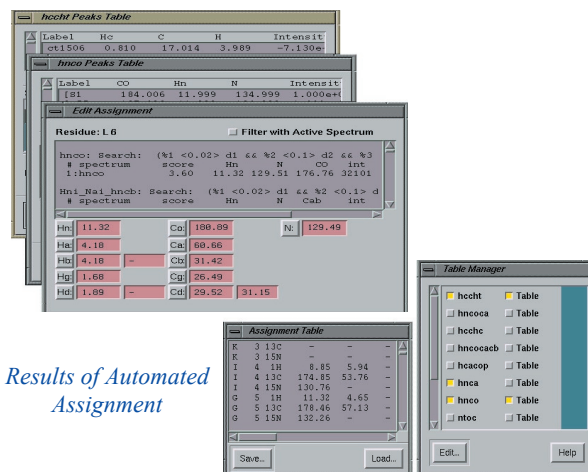 hccht Peaks Table
Label Hc C H Intensit
ct1506 0.810 17.014 3.989 -7.130e-
hnco Peaks Table
Label CO Hn N Intensit
[S1 184.006 11.999 134.999 1.000e+0
Edit Assignment
Residue: L 6 Filter with Active Spectrum
hnco: Search: (%1 <0.02> d1 && %2 <0.1> d2 && %3
# spectrum score Hn N CO int
1:hnco 3.60 11.32 129.51 176.76 32101
Hni_Nai_hncb: Search: (%1 <0.02> d1 && %2 <0.1> d
# spectrum score Hn N Cab int
Hn: 11.32 Co: 180.89 N: 129.49
Ha: 4.18 Ca: 60.66
Hb: 4.18 - Cb: 31.42
Hg: 1.68 Cg: 26.49
Hd: 1.89 - Cd: 29.52 31.15
Table Manager
hccht Table
hncoca Table
hcchc Table
hncocacb Table
hcacop Table
hnca Table
hnco Table
ntoc Table
Edit... Help
Assignment Table
K 3 13C - - -
K 3 15N - - -
I 4 1H 8.85 5.94 -
I 4 13C 174.85 53.76 -
I 4 15N 130.76 - -
G 5 1H 11.32 4.65 -
G 5 13C 178.46 57.13 -
G 5 15N 132.26 - -
Save... Load...
Results of Automated
Assignment